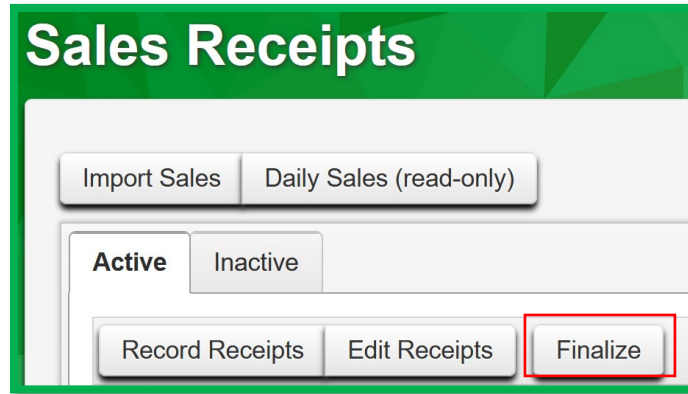 Sales Receipts
Import Sales Daily Sales (read-only)
Active Inactive
Record Receipts Edit Receipts Finalize